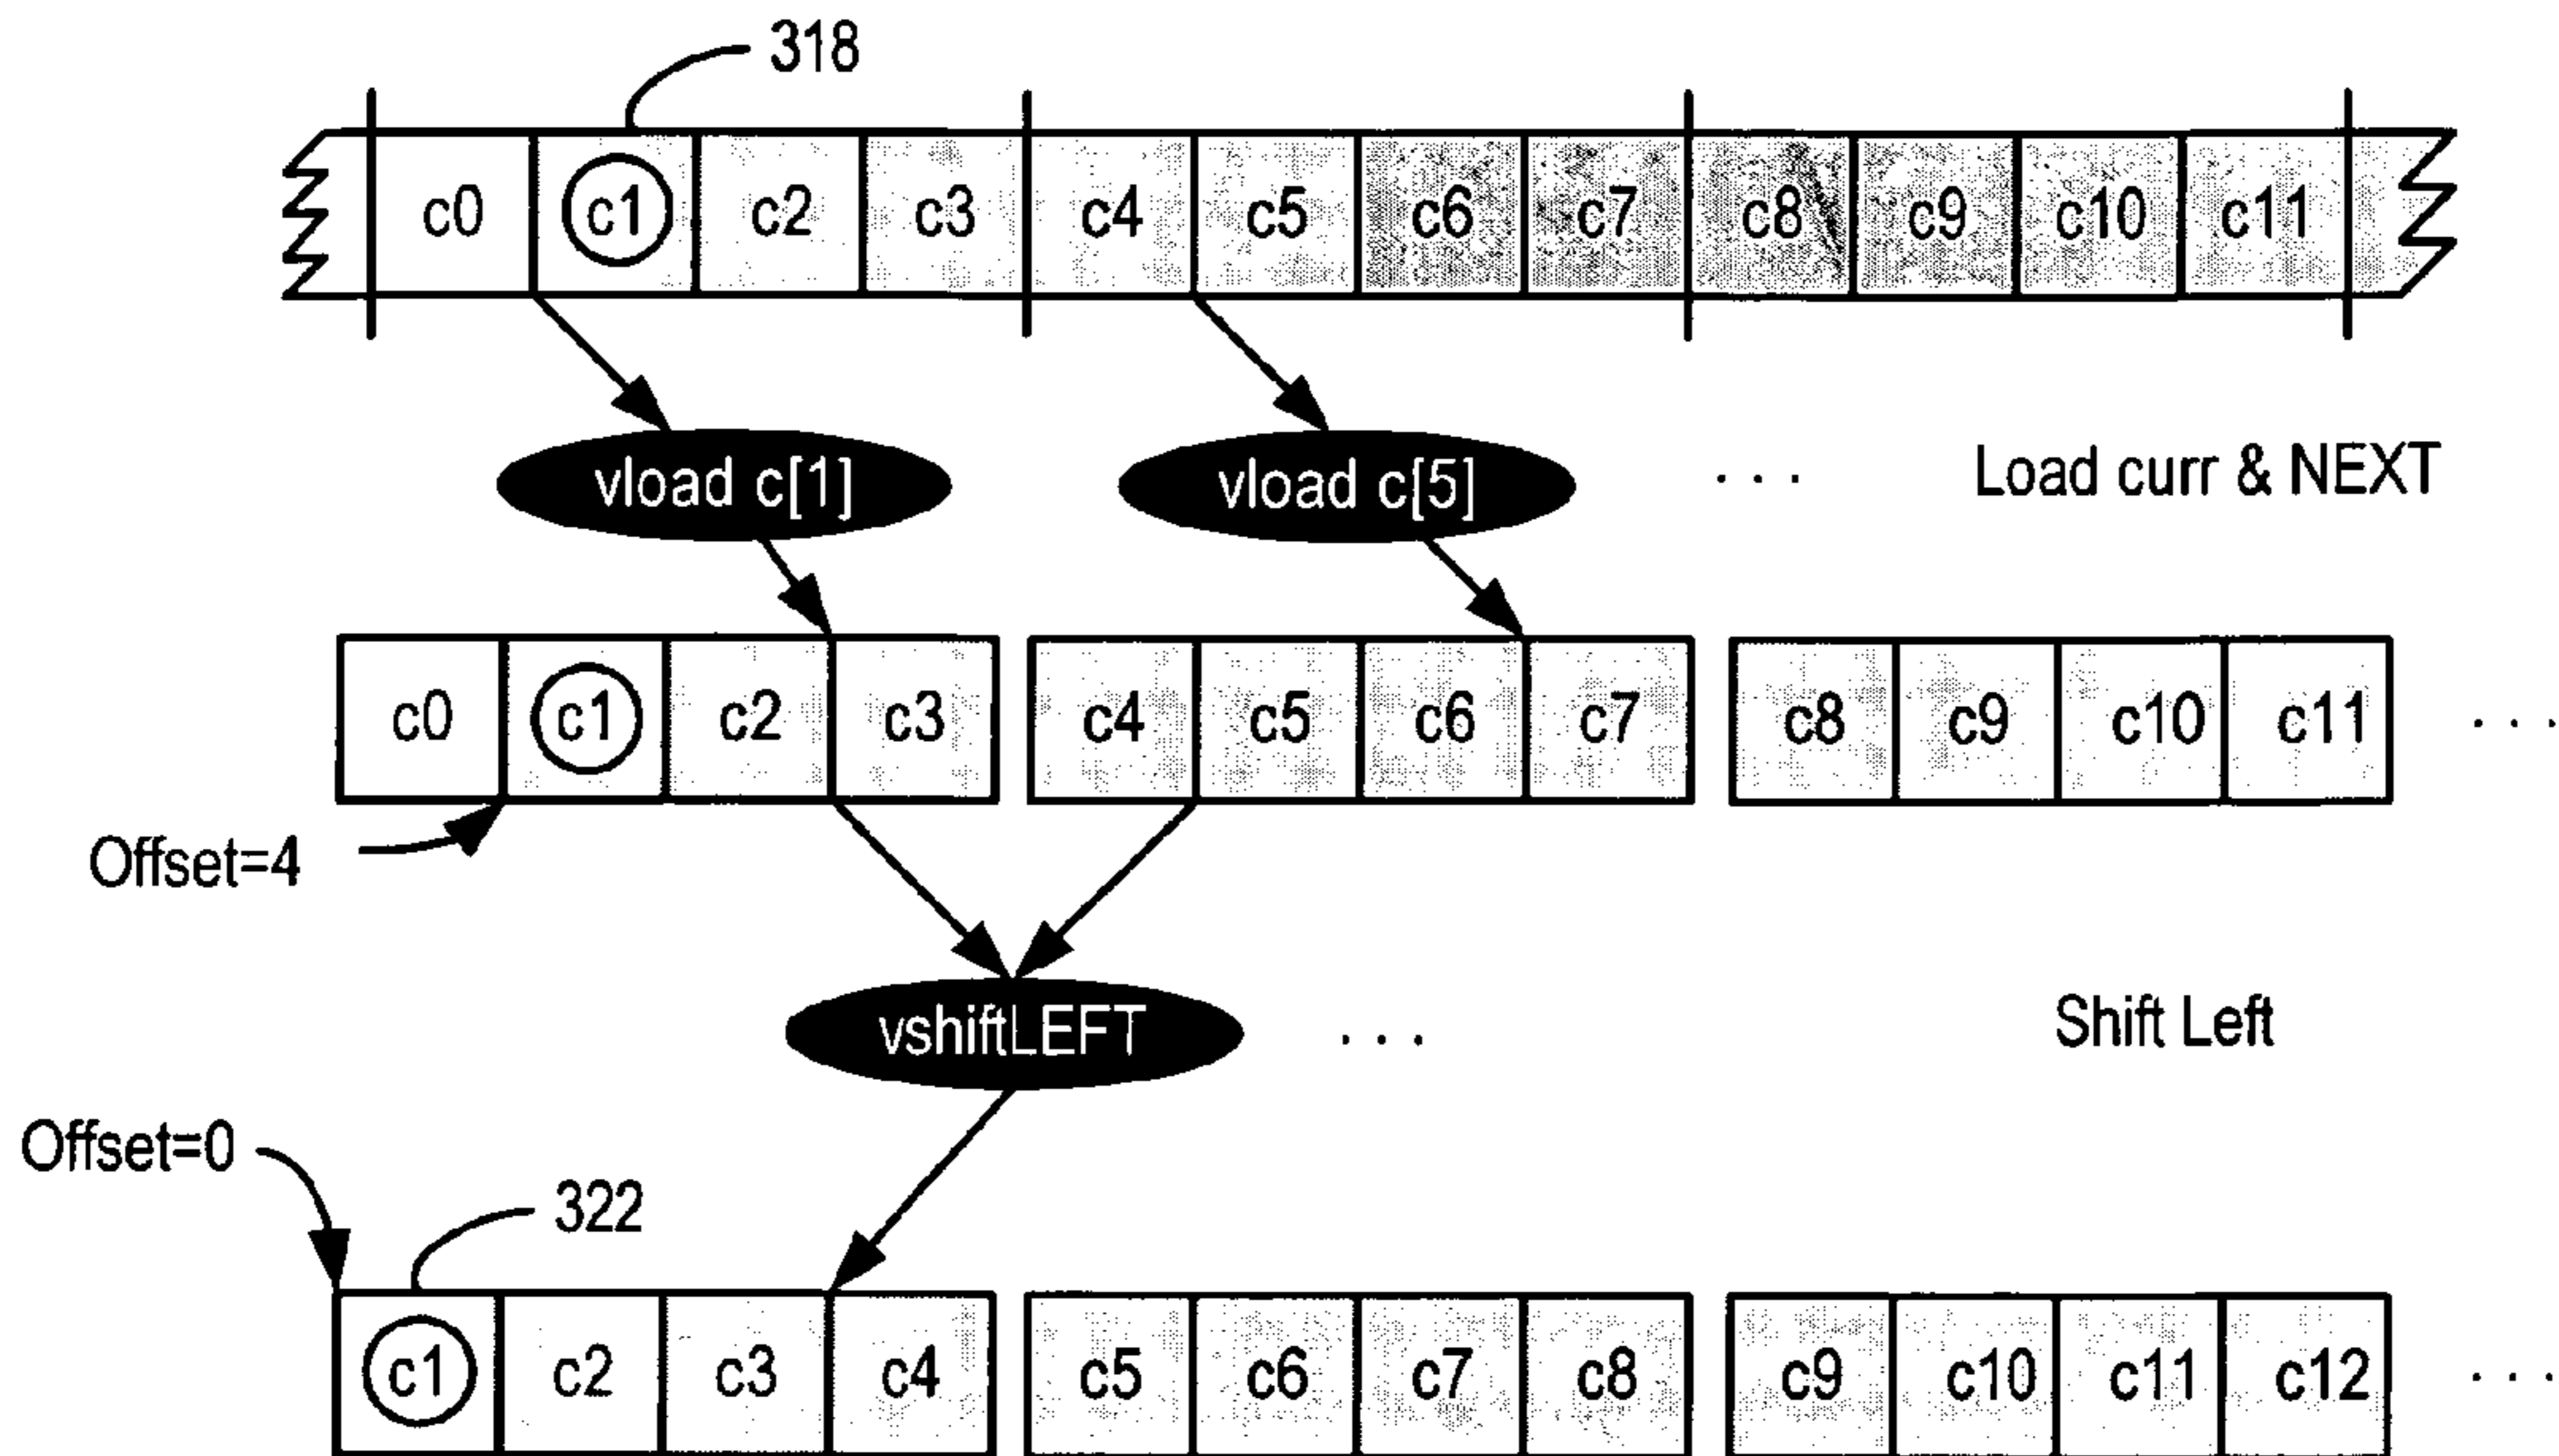 318
c0 c1 c2 c3 c4 c5 c6 c7 c8 c9 c10 c11
vload c[1] vload c[5] . . . Load curr & NEXT
c0 c1 c2 c3 c4 c5 c6 c7 c8 c9 c10 c11 . . .
Offset=4
vshiftLEFT . . . Shift Left
Offset=0
322
c1 c2 c3 c4 c5 c6 c7 c8 c9 c10 c11 c12 . . .